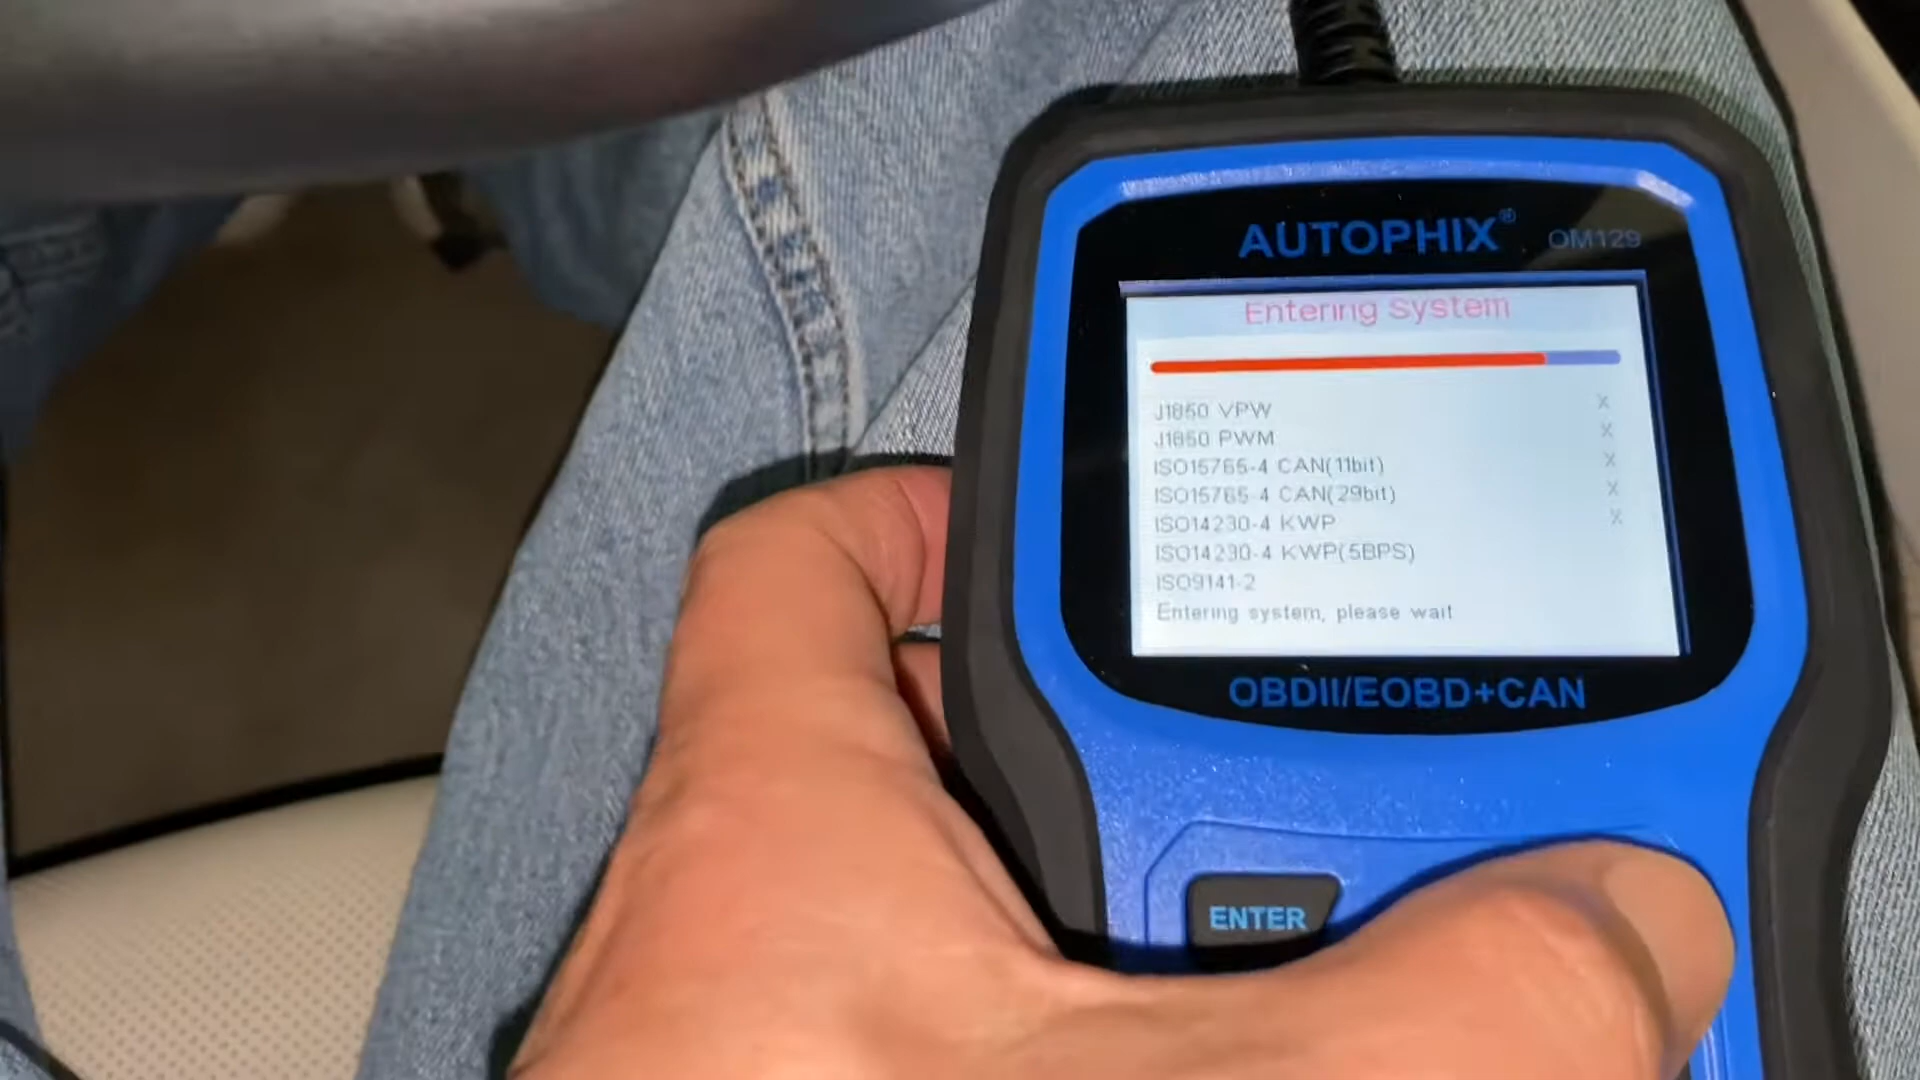 AUTOPHIX® OM129
Entering System
J1850 VPW X
J1850 PWM X
ISO15765-4 CAN(11bit) X
ISO15765-4 CAN(29bit) X
ISO14230-4 KWP X
ISO14230-4 KWP(5BPS)
ISO9141-2
Entering system, please wait
OBDII/EOBD+CAN
ENTER